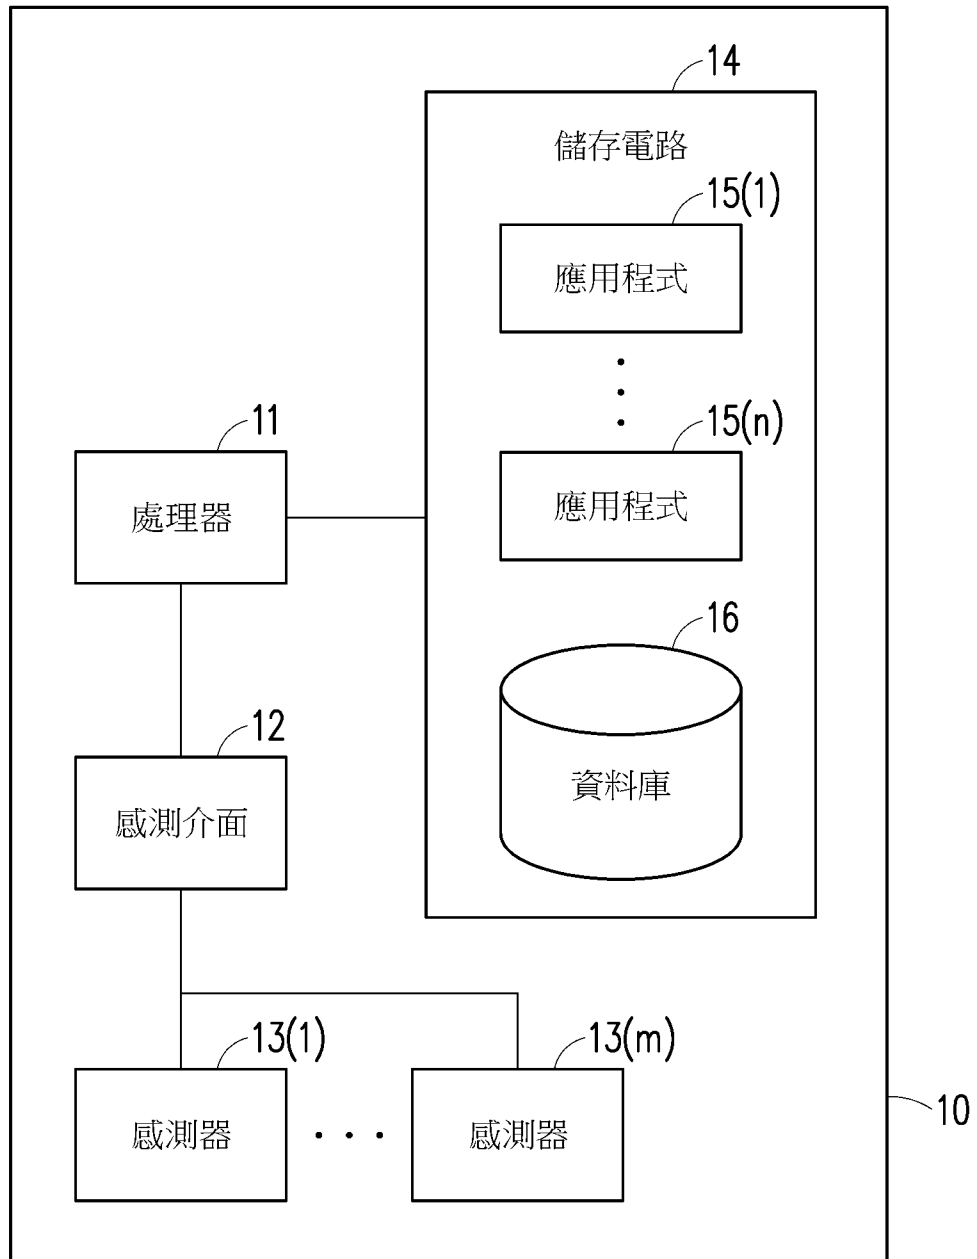 14
儲存電路
15(1)
應用程式
15(n)
應用程式
11
處理器
16
資料庫
12
感測介面
13(1)
感測器
13(m)
感測器
10